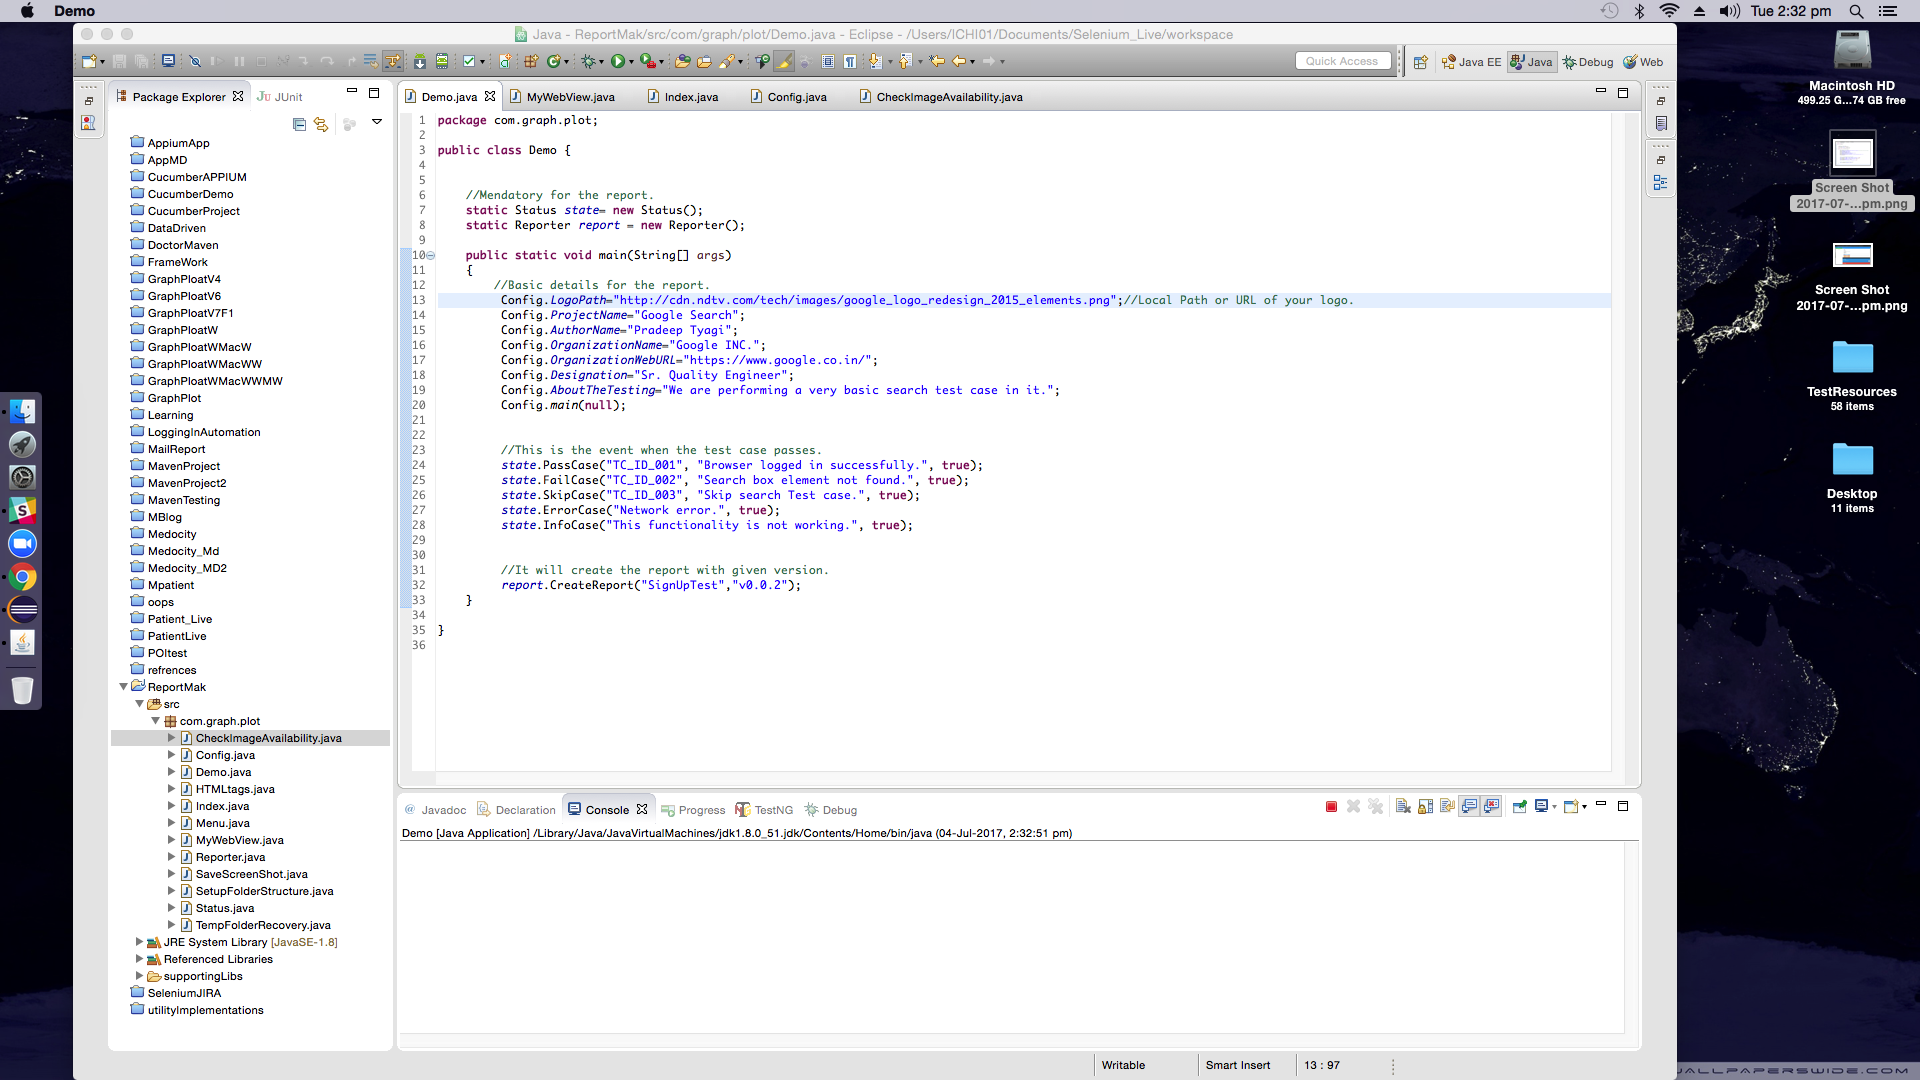 Demo
Tue 2:32 pm
Java - ReportMak/src/com/graph/plot/Demo.java - Eclipse - /Users/ICHI01/Documents/Selenium_Live/workspace
Quick Access
Java EE
Java
Debug
Web
Package Explorer
JUnit
AppiumApp
AppMD
CucumberAPPIUM
CucumberDemo
CucumberProject
DataDriven
DoctorMaven
FrameWork
GraphPloatV4
GraphPloatV6
GraphPloatV7F1
GraphPloatW
GraphPloatWMacW
GraphPloatWMacWW
GraphPloatWMacWWMW
GraphPlot
Learning
LoggingInAutomation
MailReport
MavenProject
MavenProject2
MavenTesting
MBlog
Medocity
Medocity_Md
Medocity_MD2
Mpatient
oops
Patient_Live
PatientLive
POItest
refrences
ReportMak
src
com.graph.plot
CheckImageAvailability.java
Config.java
Demo.java
HTMLtags.java
Index.java
Menu.java
MyWebView.java
Reporter.java
SaveScreenShot.java
SetupFolderStructure.java
Status.java
TempFolderRecovery.java
JRE System Library [JavaSE-1.8]
Referenced Libraries
supportingLibs
SeleniumJIRA
utilityImplementations
Demo.java
MyWebView.java
Index.java
Config.java
CheckImageAvailability.java
1 package com.graph.plot;
2
3 public class Demo {
4
5
6 //Mendatory for the report.
7 static Status state= new Status();
8 static Reporter report = new Reporter();
9
10 public static void main(String[] args)
11 {
12 //Basic details for the report.
13 Config.LogoPath="http://cdn.ndtv.com/tech/images/google_logo_redesign_2015_elements.png";//Local Path or URL of your logo.
14 Config.ProjectName="Google Search";
15 Config.AuthorName="Pradeep Tyagi";
16 Config.OrganizationName="Google INC.";
17 Config.OrganizationWebURL="https://www.google.co.in/";
18 Config.Designation="Sr. Quality Engineer";
19 Config.AboutTheTesting="We are performing a very basic search test case in it.";
20 Config.main(null);
21
22
23 //This is the event when the test case passes.
24 state.PassCase("TC_ID_001", "Browser logged in successfully.", true);
25 state.FailCase("TC_ID_002", "Search box element not found.", true);
26 state.SkipCase("TC_ID_003", "Skip search Test case.", true);
27 state.ErrorCase("Network error.", true);
28 state.InfoCase("This functionality is not working.", true);
29
30
31 //It will create the report with given version.
32 report.CreateReport("SignUpTest","v0.0.2");
33 }
34
35 }
36
Javadoc
Declaration
Console
Progress
TestNG
Debug
Demo [Java Application] /Library/Java/JavaVirtualMachines/jdk1.8.0_51.jdk/Contents/Home/bin/java (04-Jul-2017, 2:32:51 pm)
Writable
Smart Insert
13 : 97
Macintosh HD
499.25 G...74 GB free
Screen Shot
2017-07-...pm.png
Screen Shot
2017-07-...pm.png
TestResources
58 items
Desktop
11 items
WALLPAPERSWIDE.COM